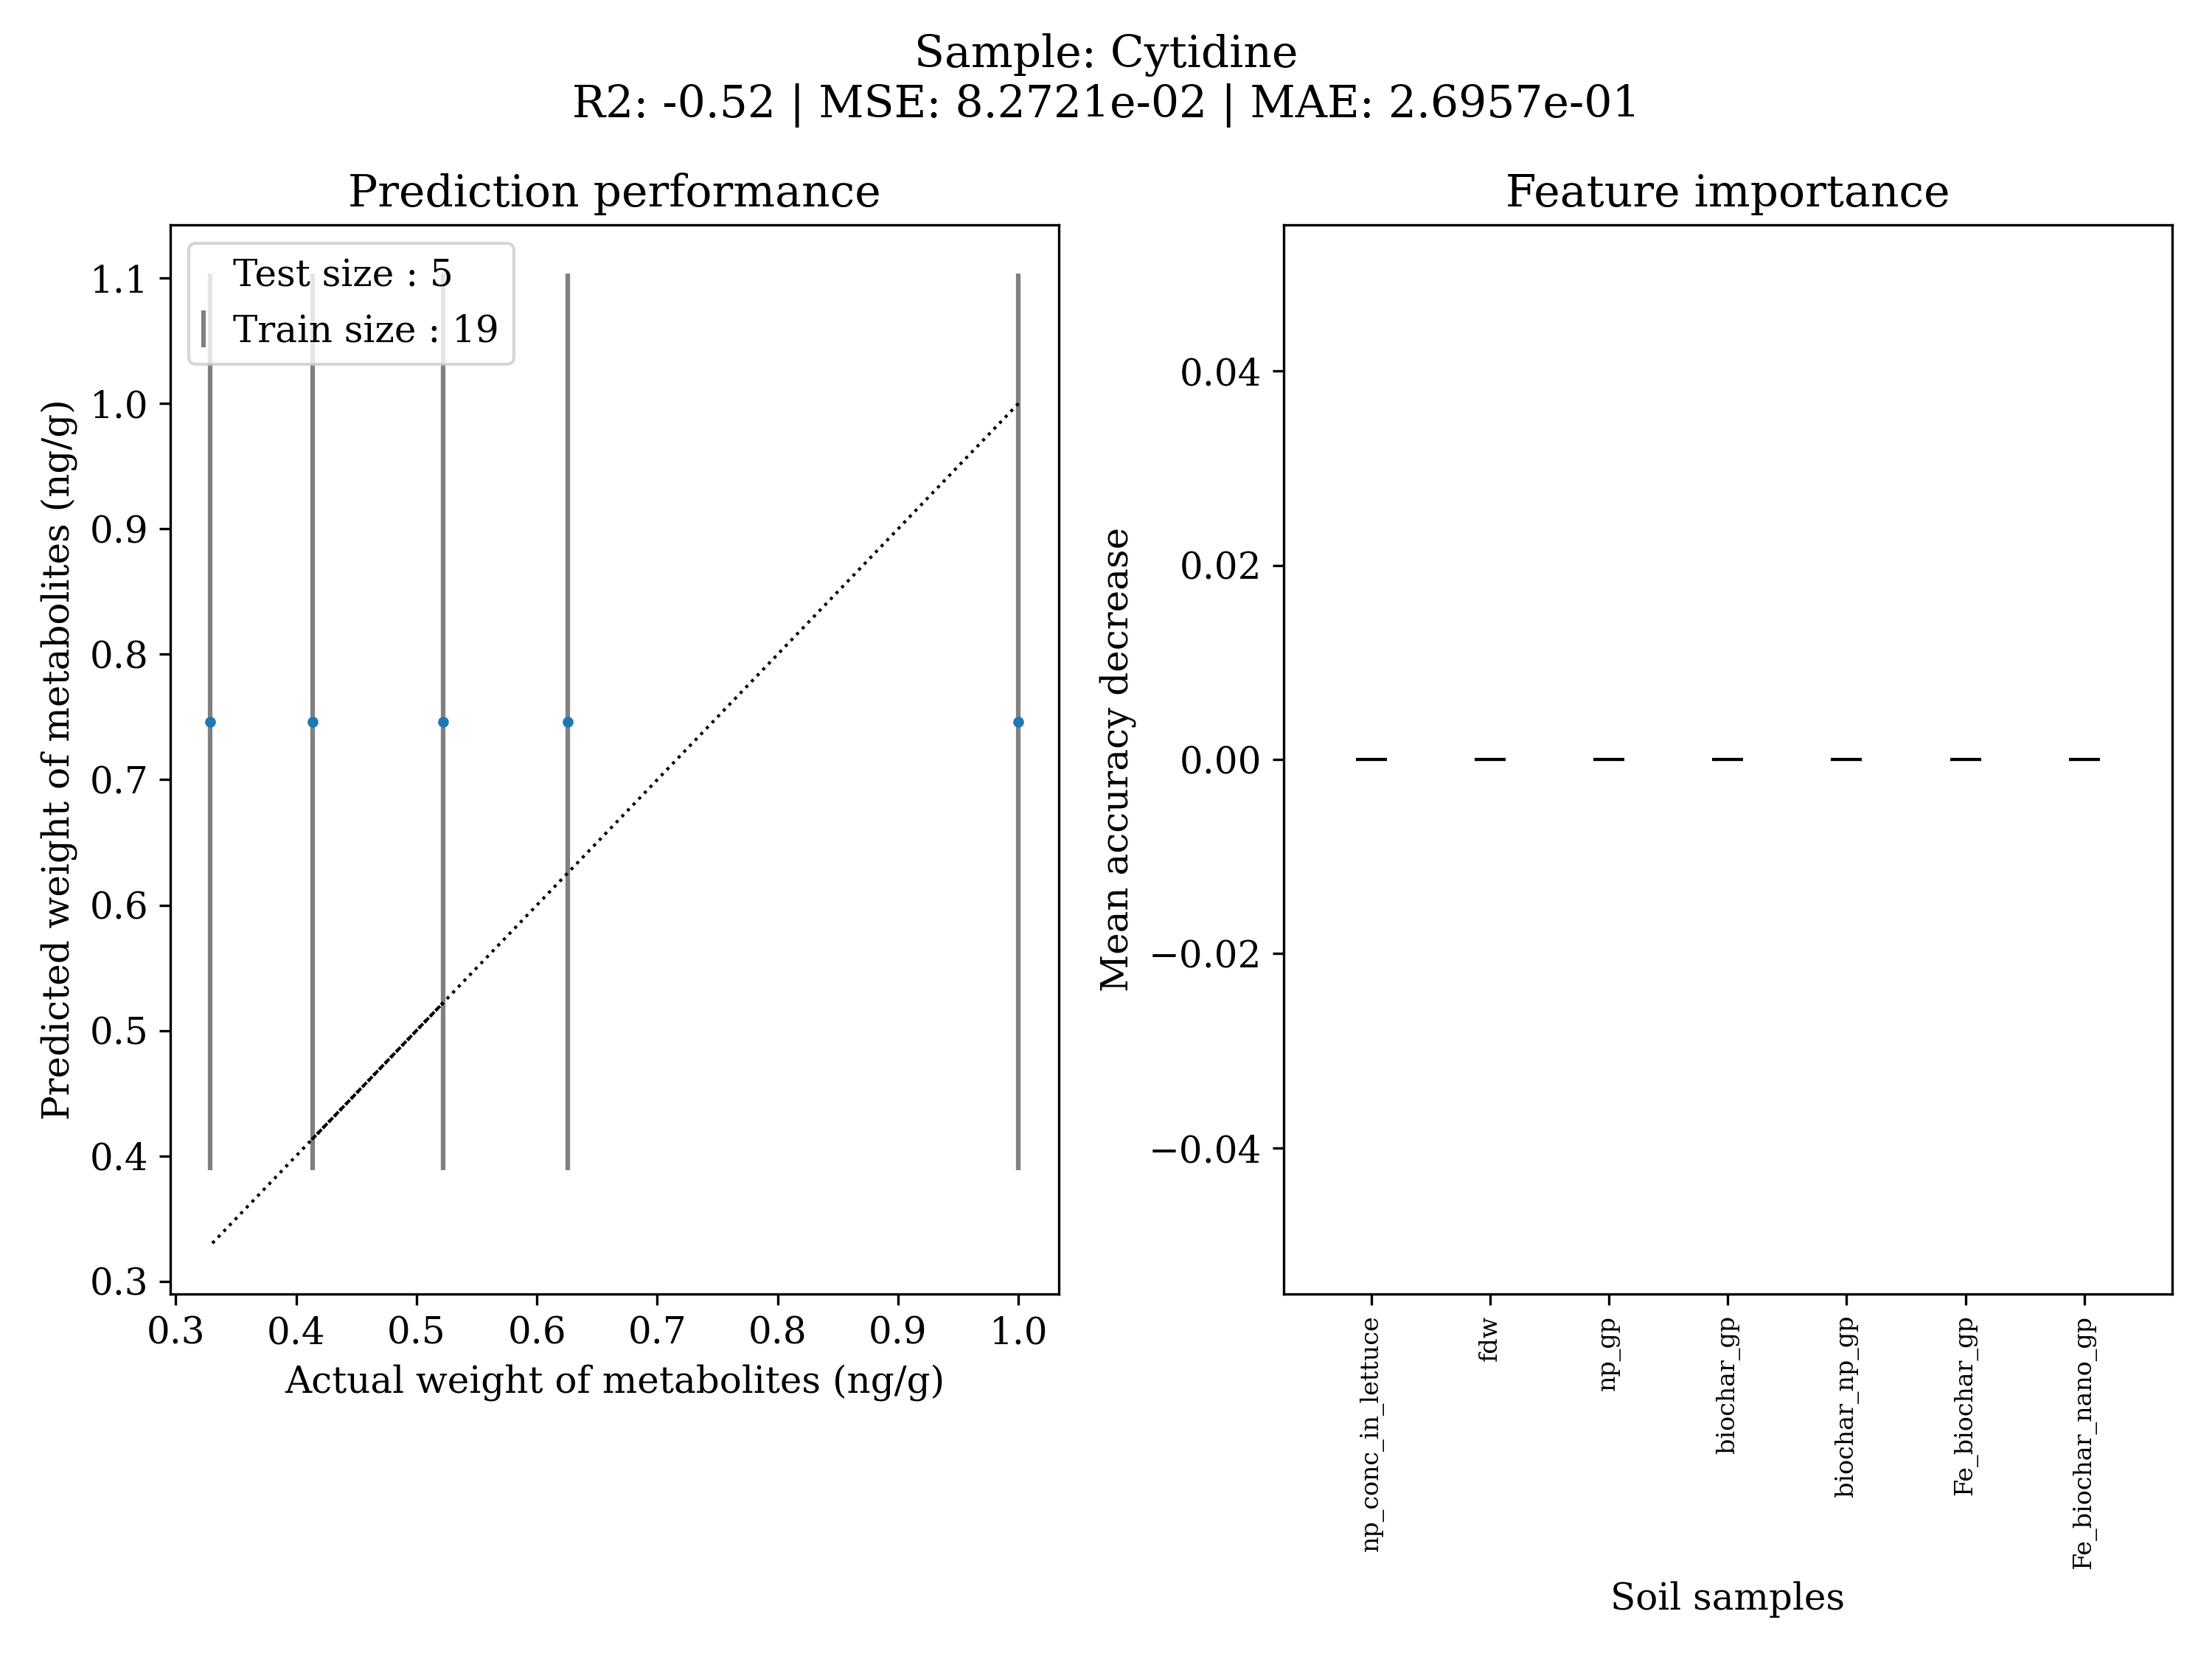 Sample: Cytidine
R2: -0.52 | MSE: 8.2721e-02 | MAE: 2.6957e-01
Prediction performance
Test size : 5
Train size : 19
1.1
1.0
0.9
0.8
0.7
0.6
0.5
0.4
0.3
Predicted weight of metabolites (ng/g)
0.3 0.4 0.5 0.6 0.7 0.8 0.9 1.0
Actual weight of metabolites (ng/g)
Feature importance
0.04
0.02
0.00
−0.02
−0.04
Mean accuracy decrease
np_conc_in_lettuce
fdw
np_gp
biochar_gp
biochar_np_gp
Fe_biochar_gp
Fe_biochar_nano_gp
Soil samples